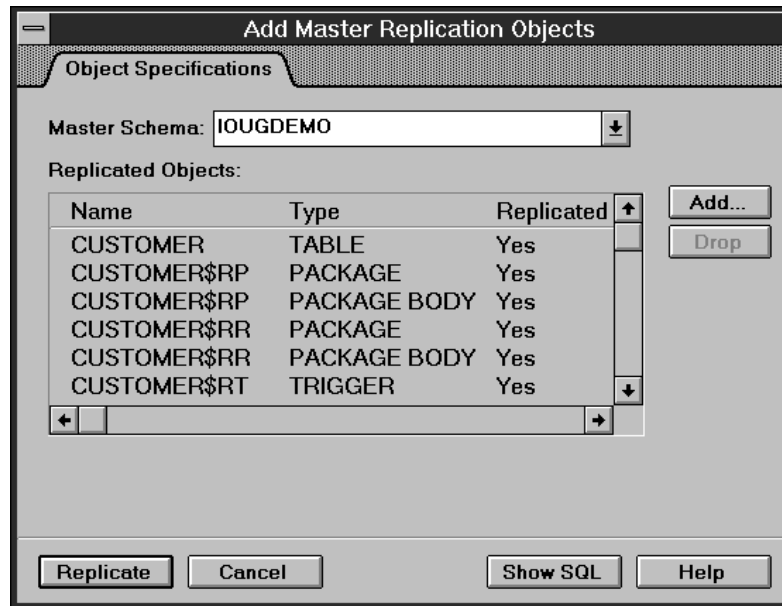 Add Master Replication Objects
Object Specifications
Master Schema: IOUGDEMO
Replicated Objects:
Name Type Replicated
CUSTOMER TABLE Yes
CUSTOMER$RP PACKAGE Yes
CUSTOMER$RP PACKAGE BODY Yes
CUSTOMER$RR PACKAGE Yes
CUSTOMER$RR PACKAGE BODY Yes
CUSTOMER$RT TRIGGER Yes
Add...
Drop
Replicate Cancel Show SQL Help